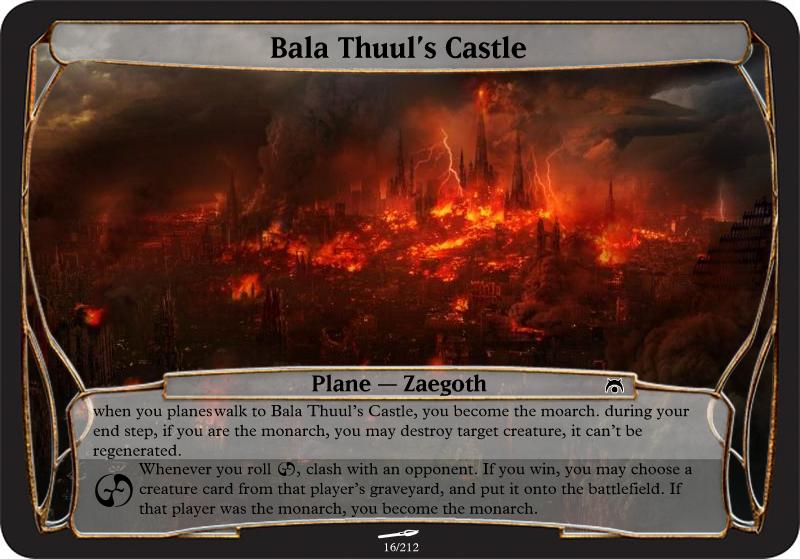 Bala Thuul's Castle
Plane — Zaegoth
when you planeswalk to Bala Thuul's Castle, you become the moarch. during your
end step, if you are the monarch, you may destroy target creature, it can't be
regenerated.
Whenever you roll , clash with an opponent. If you win, you may choose a
creature card from that player's graveyard, and put it onto the battlefield. If
that player was the monarch, you become the monarch.
16/212